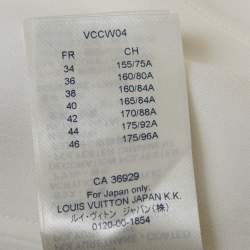 VCCW04
FR CH
34 155/75A
36 160/80A
38 160/84A
40 165/84A
42 170/88A
44 175/92A
46 175/96A
CA 36929
For Japan only:
LOUIS VUITTON JAPAN K.K.
ルイ・ヴィトン ジャパン(株)
0120-00-1854